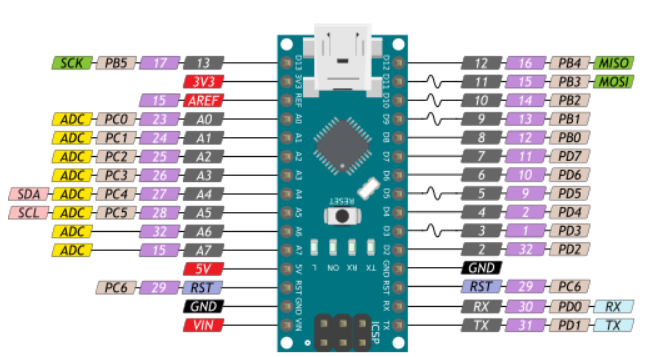 SCK PB5 17 13 D13 D12 12 16 PB4 MISO
3V3 3V3 D11 11 15 PB3 MOSI
15 AREF REF D10 10 14 PB2
ADC PC0 23 A0 A0 D9 9 13 PB1
ADC PC1 24 A1 A1 D8 8 12 PB0
ADC PC2 25 A2 A2 D7 7 11 PD7
ADC PC3 26 A3 A3 D6 6 10 PD6
SDA ADC PC4 27 A4 A4 D5 5 9 PD5
SCL ADC PC5 28 A5 A5 D4 4 2 PD4
RESET
ADC 32 A6 A6 D3 3 1 PD3
ADC 15 A7 A7 D2 2 32 PD2
L ON RX TX
5V 5V GND GND
PC6 29 RST RST RST RST 29 PC6
GND GND RX RX 30 PD0 RX
VIN VIN TX TX 31 PD1 TX
ICSP